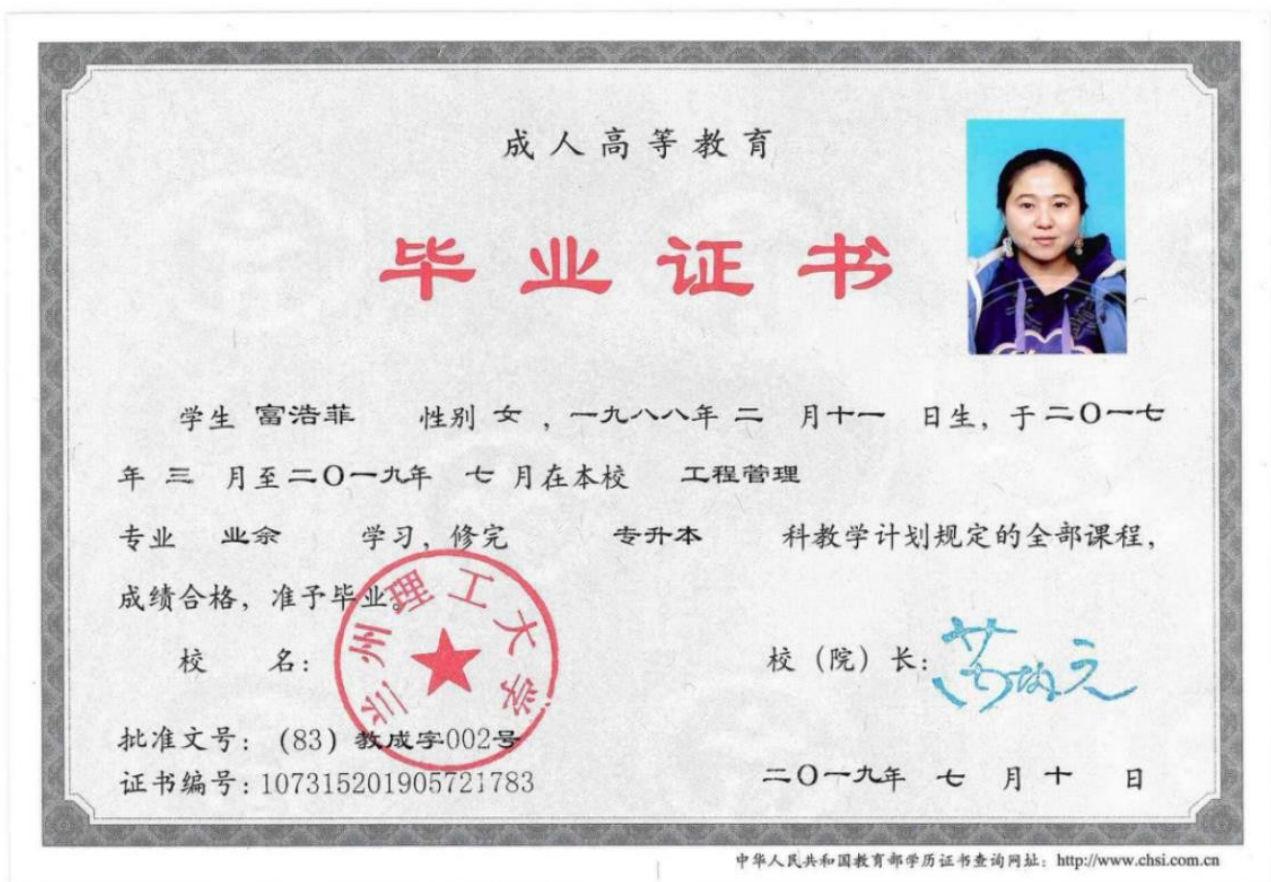 成人高等教育
毕业证书
学生 富浩菲 性别 女 ，一九八八年 二 月十一 日生，于二〇一七
年 三 月至二〇一九年 七 月在本校 工程管理
专业 业余 学习，修完 专升本 科教学计划规定的全部课程，
成绩合格，准予毕业。
校 名：
兰州理工大学
校（院）长：
批准文号：(83) 教成字002号
证书编号：107315201905721783
二〇一九年 七 月 十 日
中华人民共和国教育部学历证书查询网址：http://www.chsi.com.cn